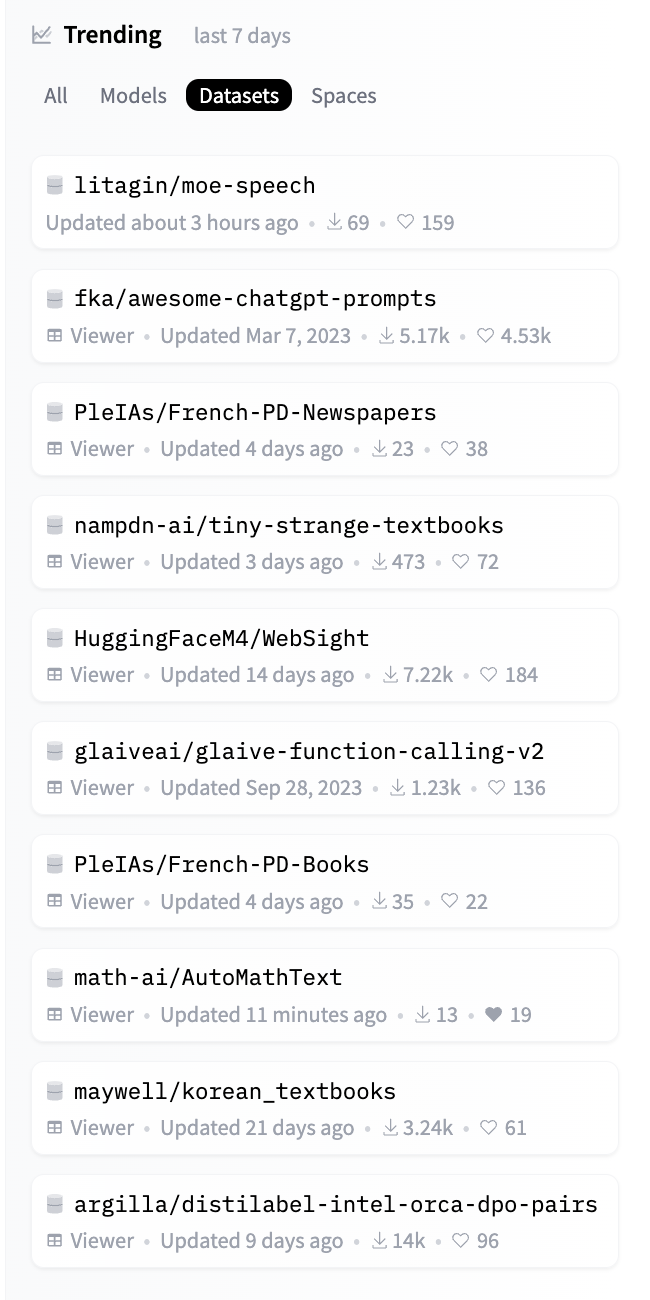 Trending last 7 days
All Models Datasets Spaces
litagin/moe-speech
Updated about 3 hours ago • 69 • 159
fka/awesome-chatgpt-prompts
Viewer • Updated Mar 7, 2023 • 5.17k • 4.53k
PleIAs/French-PD-Newspapers
Viewer • Updated 4 days ago • 23 • 38
nampdn-ai/tiny-strange-textbooks
Viewer • Updated 3 days ago • 473 • 72
HuggingFaceM4/WebSight
Viewer • Updated 14 days ago • 7.22k • 184
glaiveai/glaive-function-calling-v2
Viewer • Updated Sep 28, 2023 • 1.23k • 136
PleIAs/French-PD-Books
Viewer • Updated 4 days ago • 35 • 22
math-ai/AutoMathText
Viewer • Updated 11 minutes ago • 13 • 19
maywell/korean_textbooks
Viewer • Updated 21 days ago • 3.24k • 61
argilla/distilabel-intel-orca-dpo-pairs
Viewer • Updated 9 days ago • 14k • 96